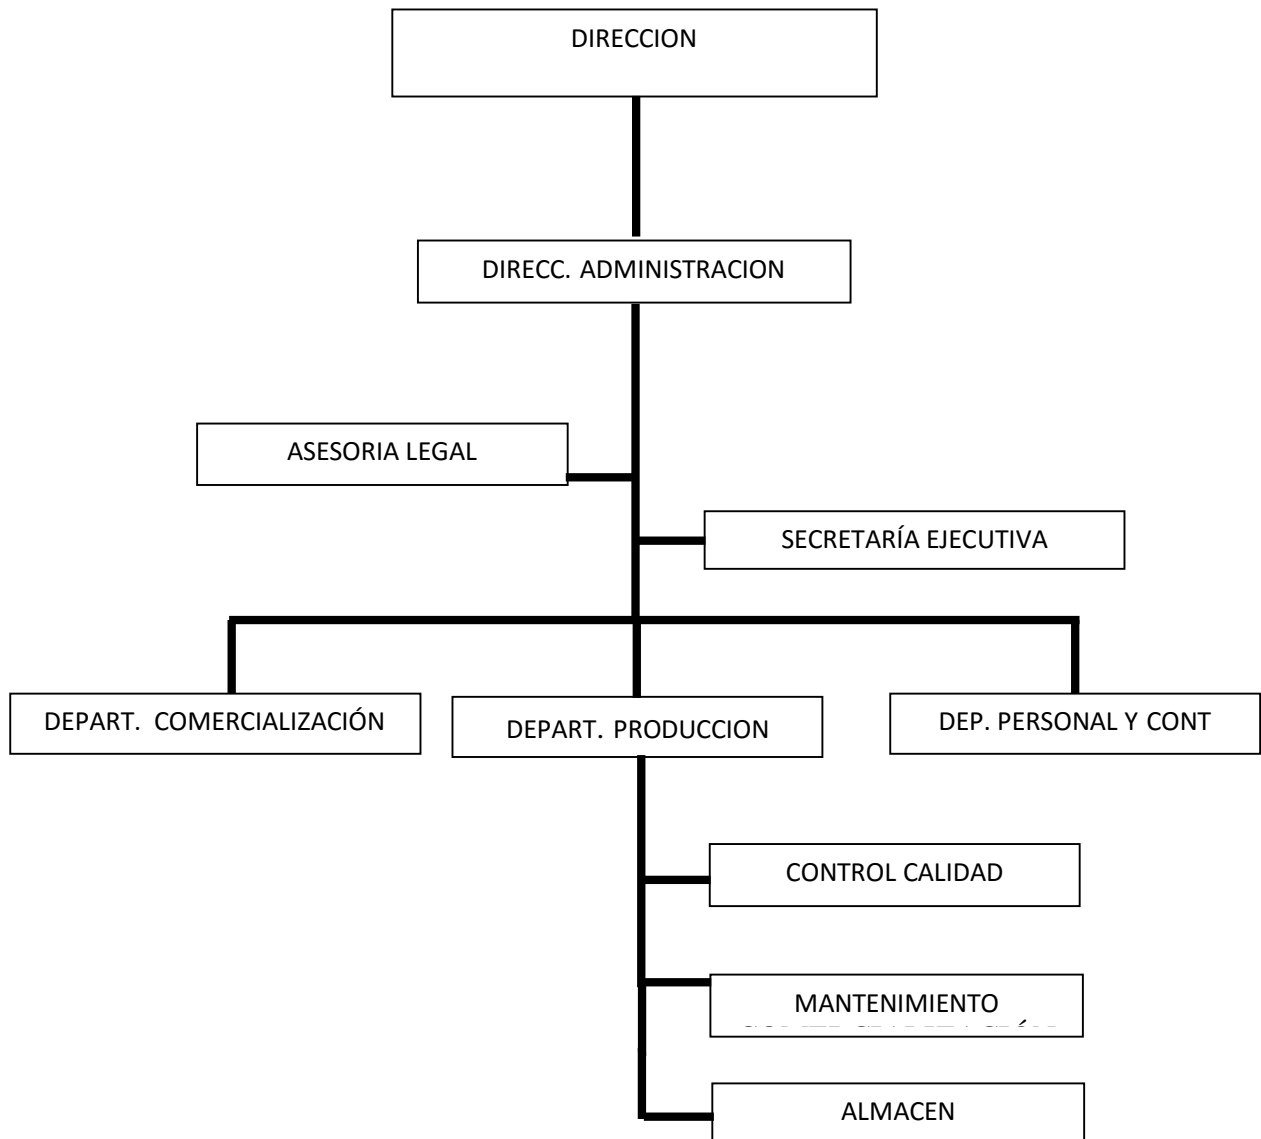 DIRECCION
DIRECC. ADMINISTRACION
ASESORIA LEGAL
SECRETARÍA EJECUTIVA
DEPART. COMERCIALIZACIÓN
DEPART. PRODUCCION
DEP. PERSONAL Y CONT
CONTROL CALIDAD
MANTENIMIENTO
ALMACEN